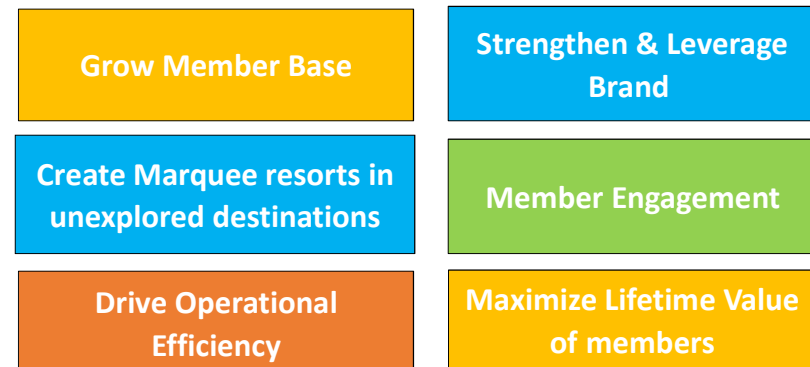 Grow Member Base
Strengthen & Leverage
Brand
Create Marquee resorts in
unexplored destinations
Member Engagement
Drive Operational
Efficiency
Maximize Lifetime Value
of members